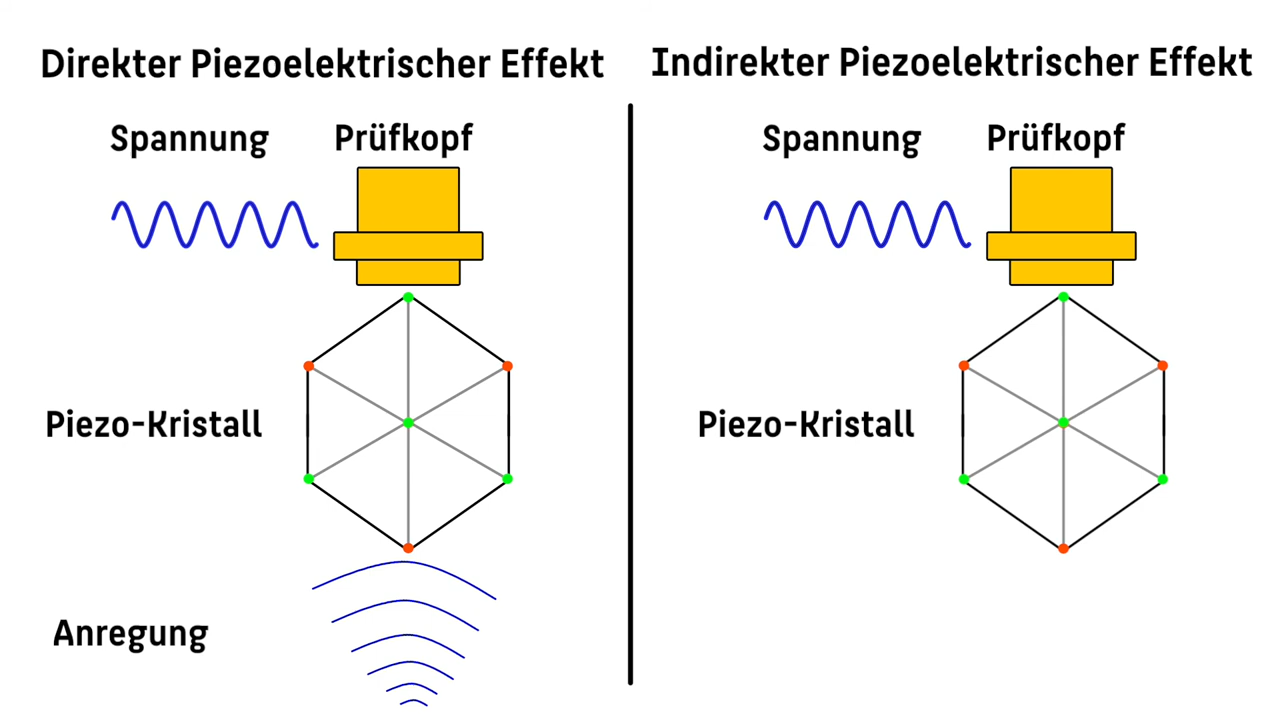 Direkter Piezoelektrischer Effekt
Spannung Prüfkopf
Piezo-Kristall
Anregung
Indirekter Piezoelektrischer Effekt
Spannung Prüfkopf
Piezo-Kristall